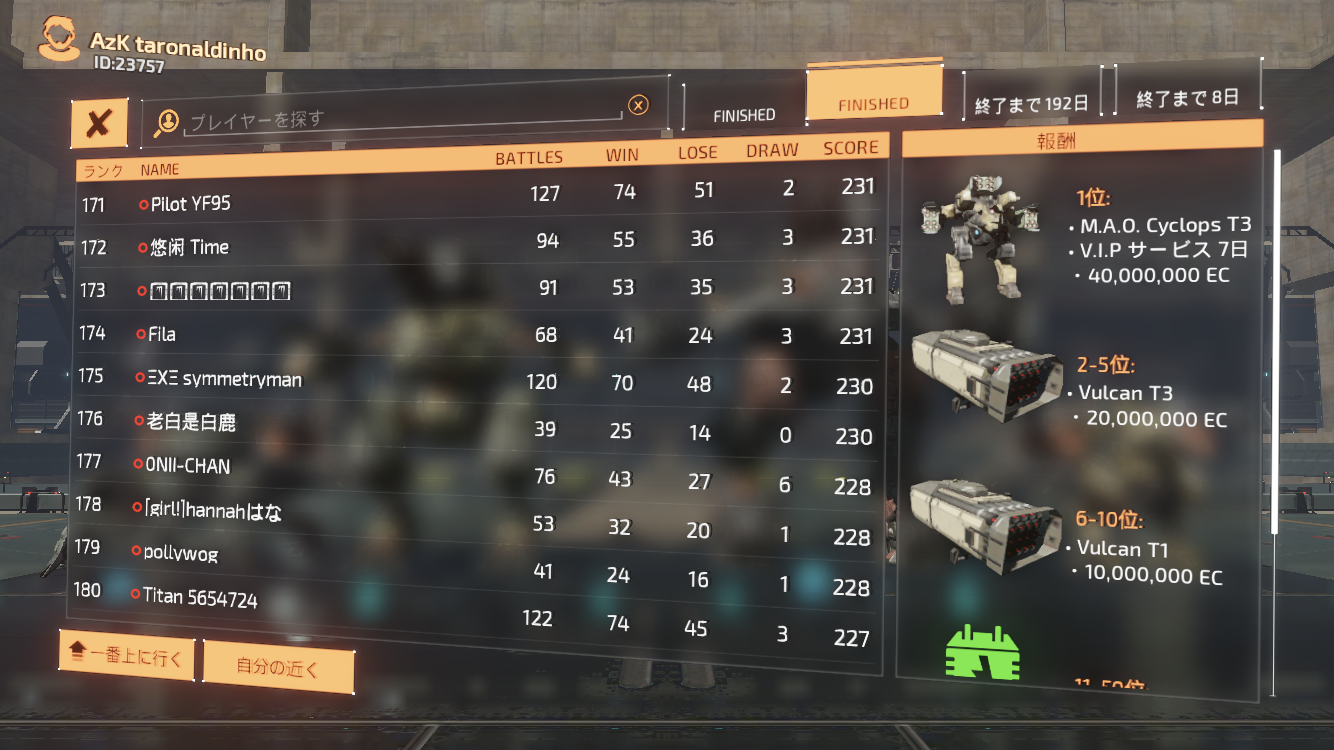 AzK taronaldinho
ID:23757
プレイヤーを探す
FINISHED
FINISHED
終了まで 192日
終了まで 8日
ランク NAME BATTLES WIN LOSE DRAW SCORE
171 Pilot YF95 127 74 51 2 231
172 悠闲 Time 94 55 36 3 231
173 91 53 35 3 231
174 Fila 68 41 24 3 231
175 ΞXΞ symmetryman 120 70 48 2 230
176 老白是白鹿 39 25 14 0 230
177 0NII-CHAN 76 43 27 6 228
178 [girl!]hannahはな 53 32 20 1 228
179 pollywog 41 24 16 1 228
180 Titan 5654724 122 74 45 3 227
一番上に行く
自分の近く
報酬
1位:
• M.A.O. Cyclops T3
• V.I.P サービス 7日
• 40,000,000 EC
2-5位:
• Vulcan T3
• 20,000,000 EC
6-10位:
• Vulcan T1
• 10,000,000 EC
11-50位: